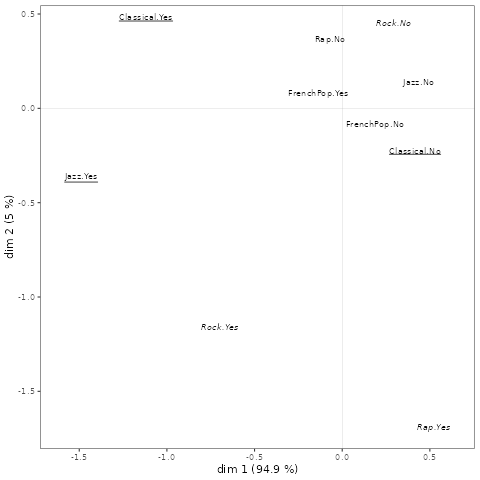 0.5
Classical.Yes
Rock.No
Rap.No
Jazz.No
FrenchPop.Yes
0.0
FrenchPop.No
Classical.No
Jazz.Yes
-0.5
dim 2 (5 %)
-1.0
Rock.Yes
-1.5
Rap.Yes
-1.5 -1.0 -0.5 0.0 0.5
dim 1 (94.9 %)